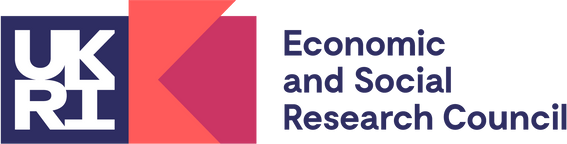 UK
RI
Economic
and Social
Research Council